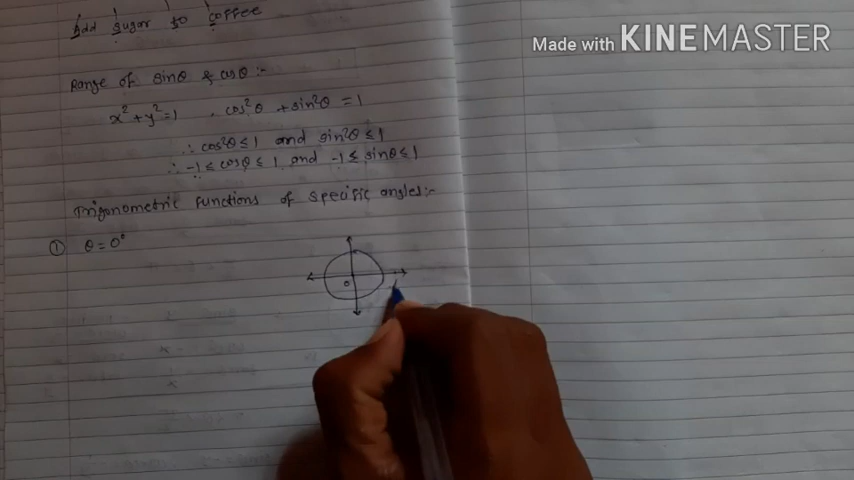 Add sugar to coffee
Made with KINEMASTER
Range of sinθ & cosθ :-
x² + y² = 1 . cos²θ + sin²θ = 1
∴ cos²θ ≤ 1 and sin²θ ≤ 1
∴ -1 ≤ cosθ ≤ 1 and -1 ≤ sinθ ≤ 1
Trigonometric functions of specific angles:-
① θ = 0°
0